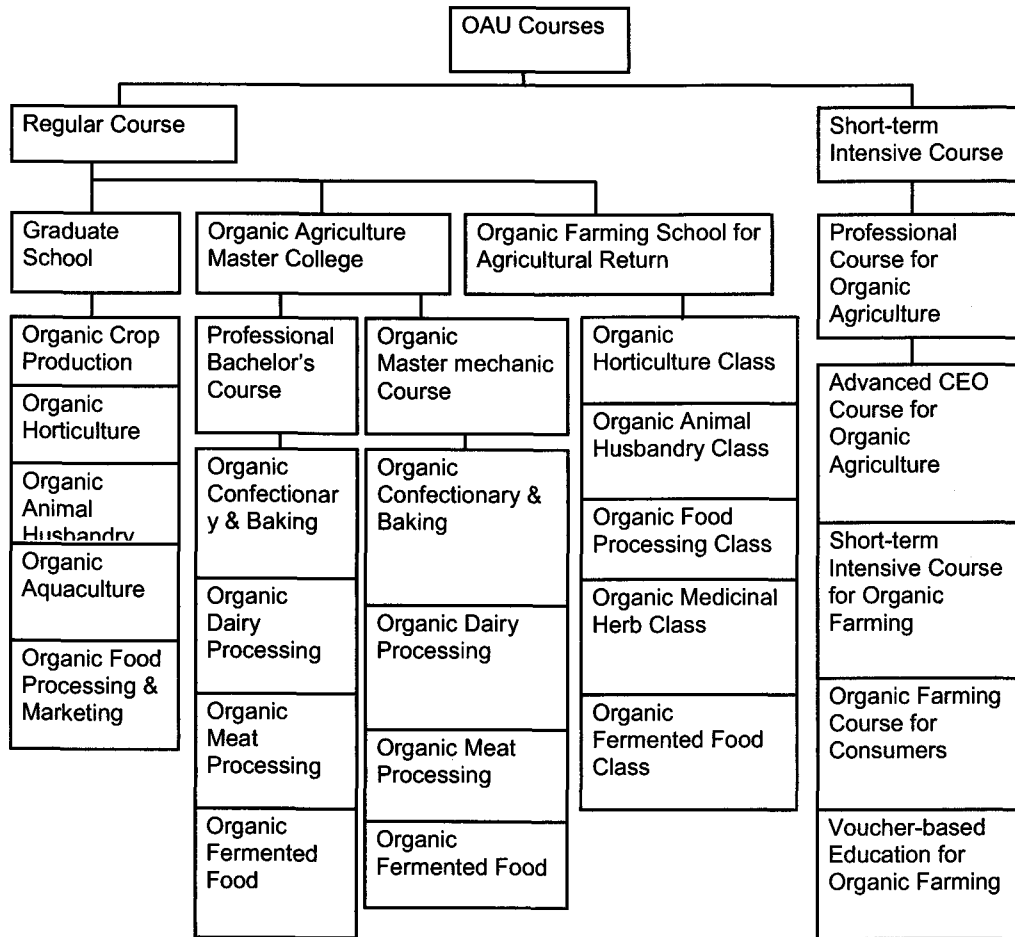 OAU Courses
Regular Course
Short-term
Intensive Course
Graduate
School
Organic Agriculture
Master College
Organic Farming School for
Agricultural Return
Professional
Course for
Organic
Agriculture
Organic Crop
Production
Organic
Horticulture
Organic
Animal
Husbandry
Organic
Aquaculture
Organic Food
Processing &
Marketing
Professional
Bachelor's
Course
Organic
Confectionar
y & Baking
Organic
Dairy
Processing
Organic
Meat
Processing
Organic
Fermented
Food
Organic
Master mechanic
Course
Organic
Confectionary &
Baking
Organic Dairy
Processing
Organic Meat
Processing
Organic
Fermented Food
Organic
Horticulture Class
Organic Animal
Husbandry Class
Organic Food
Processing Class
Organic Medicinal
Herb Class
Organic
Fermented Food
Class
Advanced CEO
Course for
Organic
Agriculture
Short-term
Intensive Course
for Organic
Farming
Organic Farming
Course for
Consumers
Voucher-based
Education for
Organic Farming